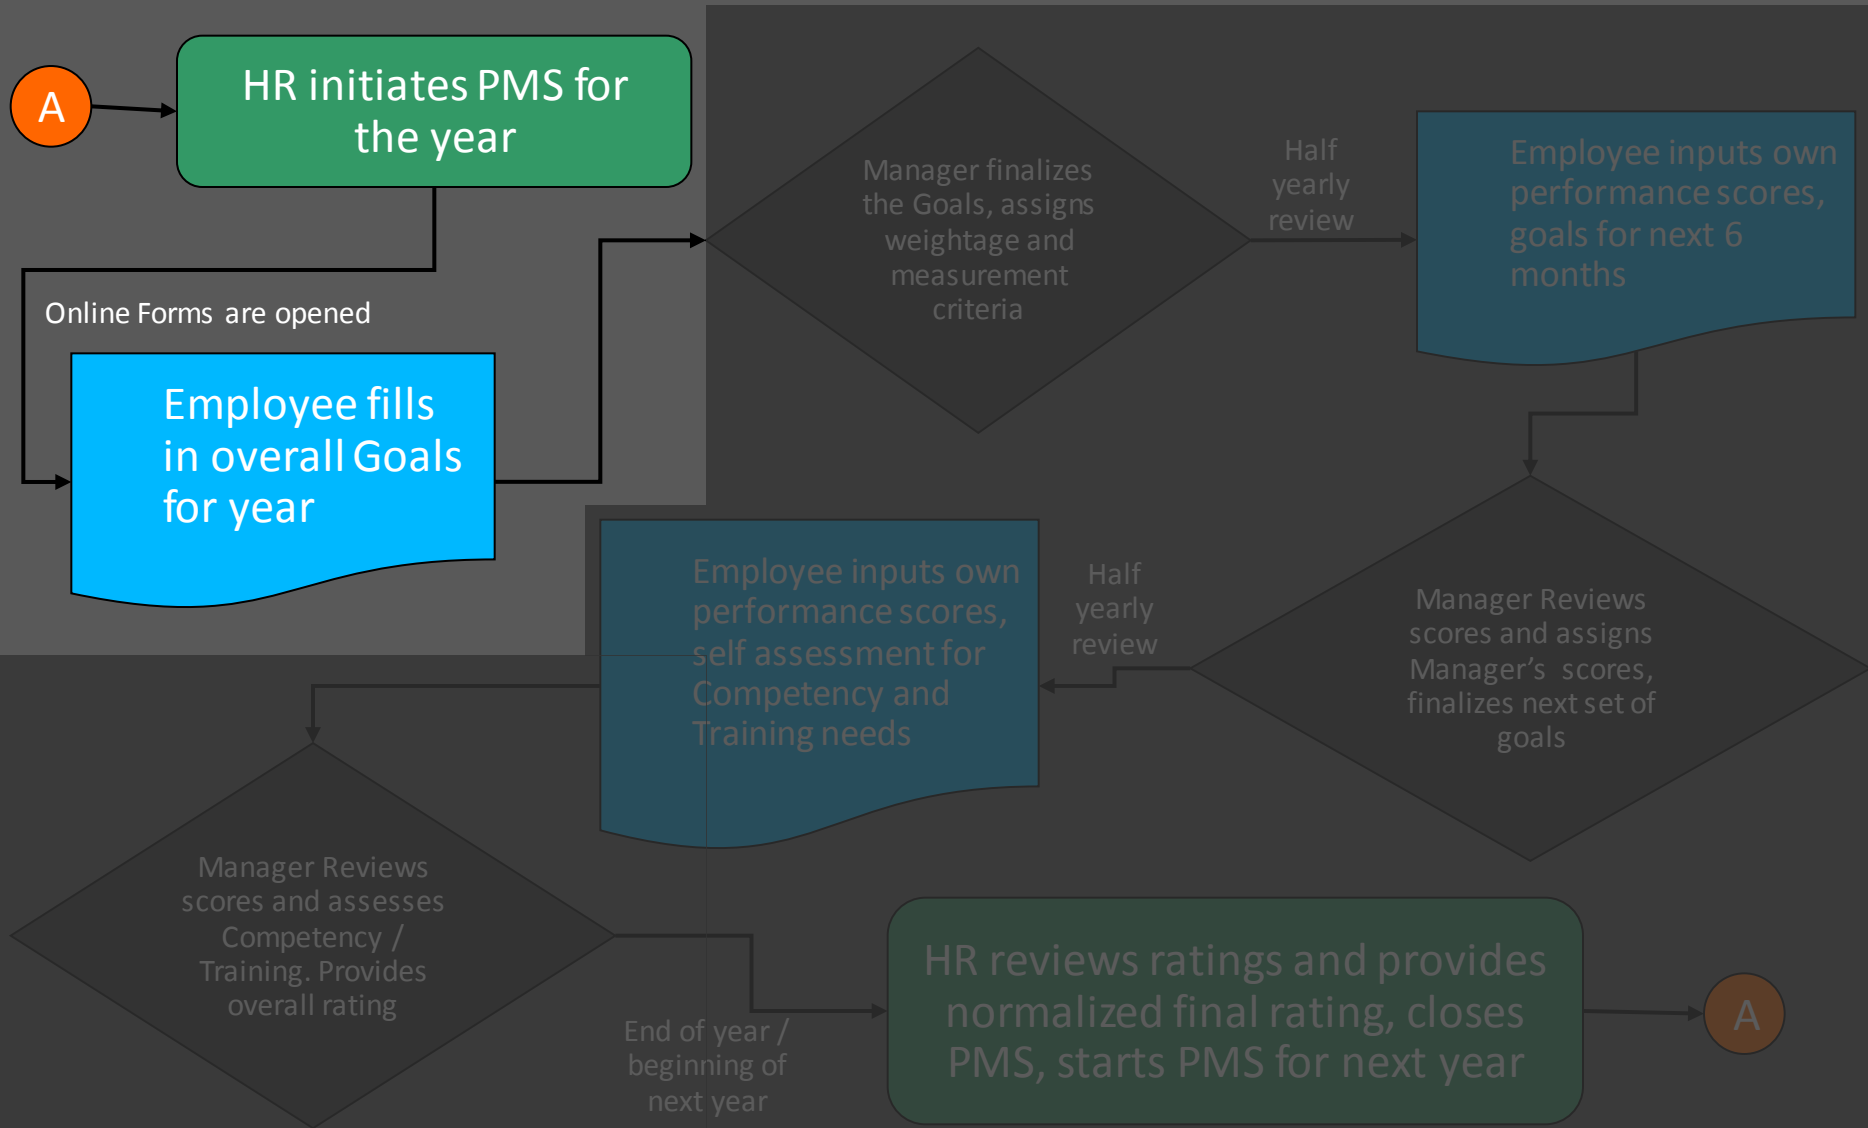 A
HR initiates PMS for
the year
Online Forms are opened
Employee fills
in overall Goals
for year
Manager finalizes
the Goals, assigns
weightage and
measurement
criteria
Half
yearly
review
Employee inputs own
performance scores,
goals for next 6
months
Manager Reviews
scores and assigns
Manager’s scores,
finalizes next set of
goals
Half
yearly
review
Employee inputs own
performance scores,
self assessment for
Competency and
Training needs
Manager Reviews
scores and assesses
Competency /
Training. Provides
overall rating
End of year /
beginning of
next year
HR reviews ratings and provides
normalized final rating, closes
PMS, starts PMS for next year
A